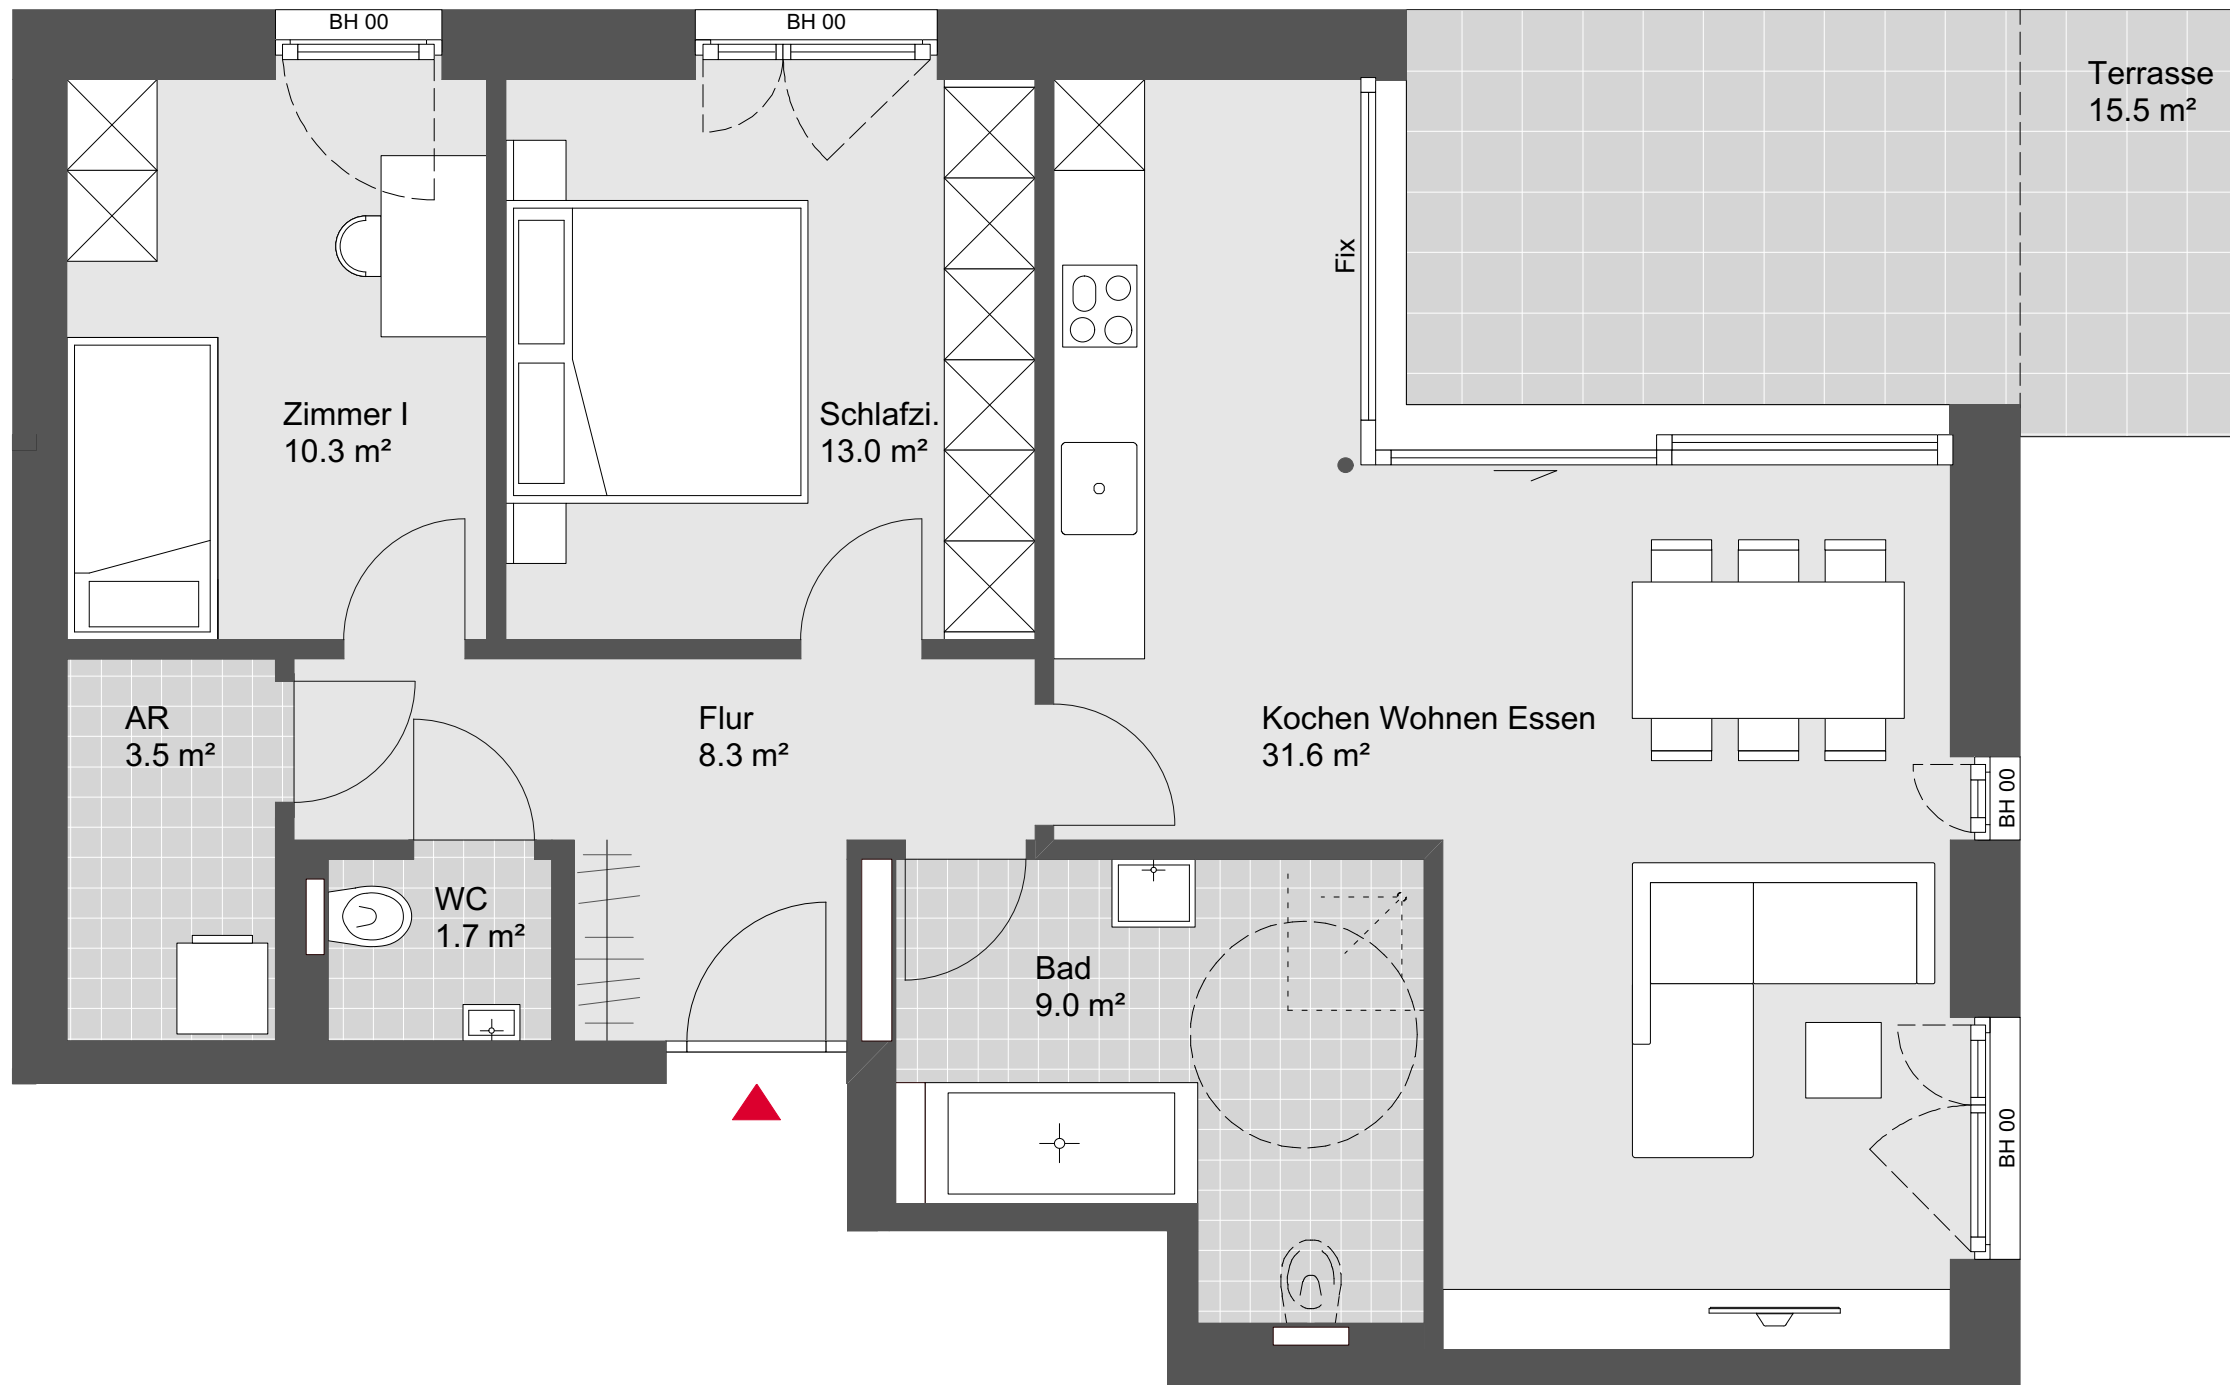 BH 00
BH 00
Terrasse
15.5 m²
Fix
Zimmer I
10.3 m²
Schlafzi.
13.0 m²
AR
3.5 m²
Flur
8.3 m²
Kochen Wohnen Essen
31.6 m²
BH 00
WC
1.7 m²
Bad
9.0 m²
BH 00